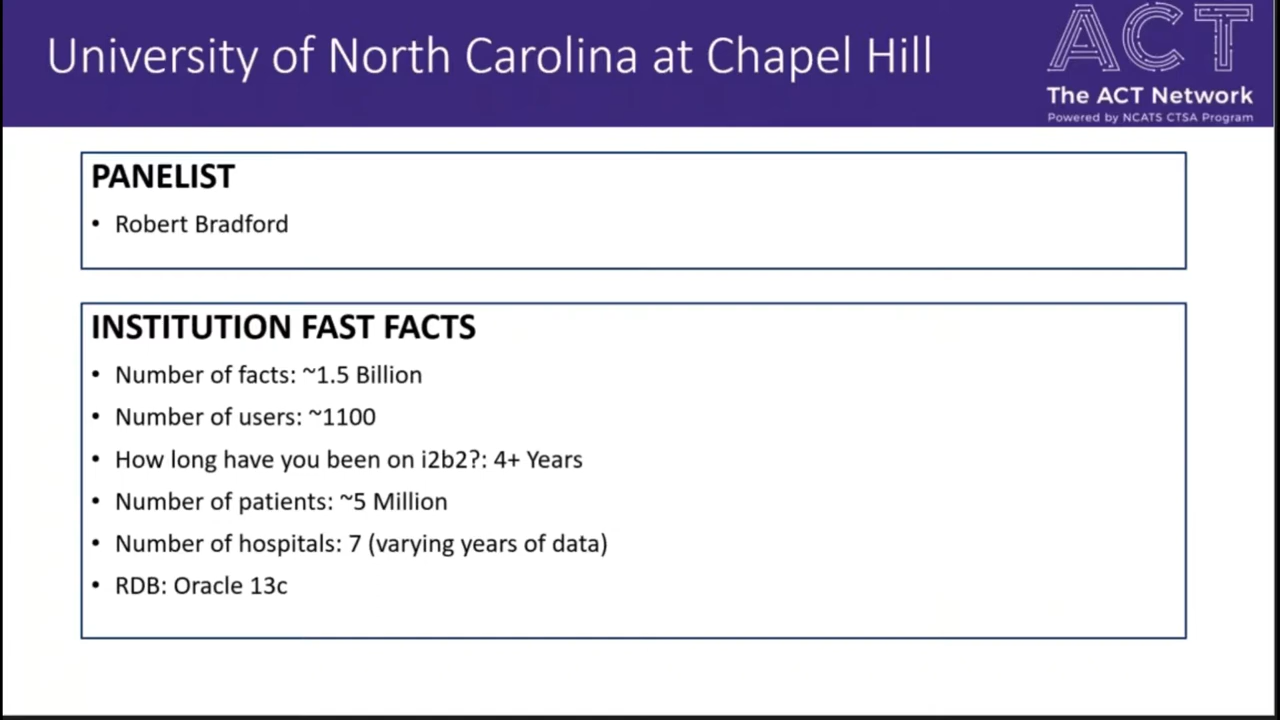 University of North Carolina at Chapel Hill
ACT
The ACT Network
Powered by NCATS CTSA Program
PANELIST
• Robert Bradford
INSTITUTION FAST FACTS
• Number of facts: ~1.5 Billion
• Number of users: ~1100
• How long have you been on i2b2?: 4+ Years
• Number of patients: ~5 Million
• Number of hospitals: 7 (varying years of data)
• RDB: Oracle 13c